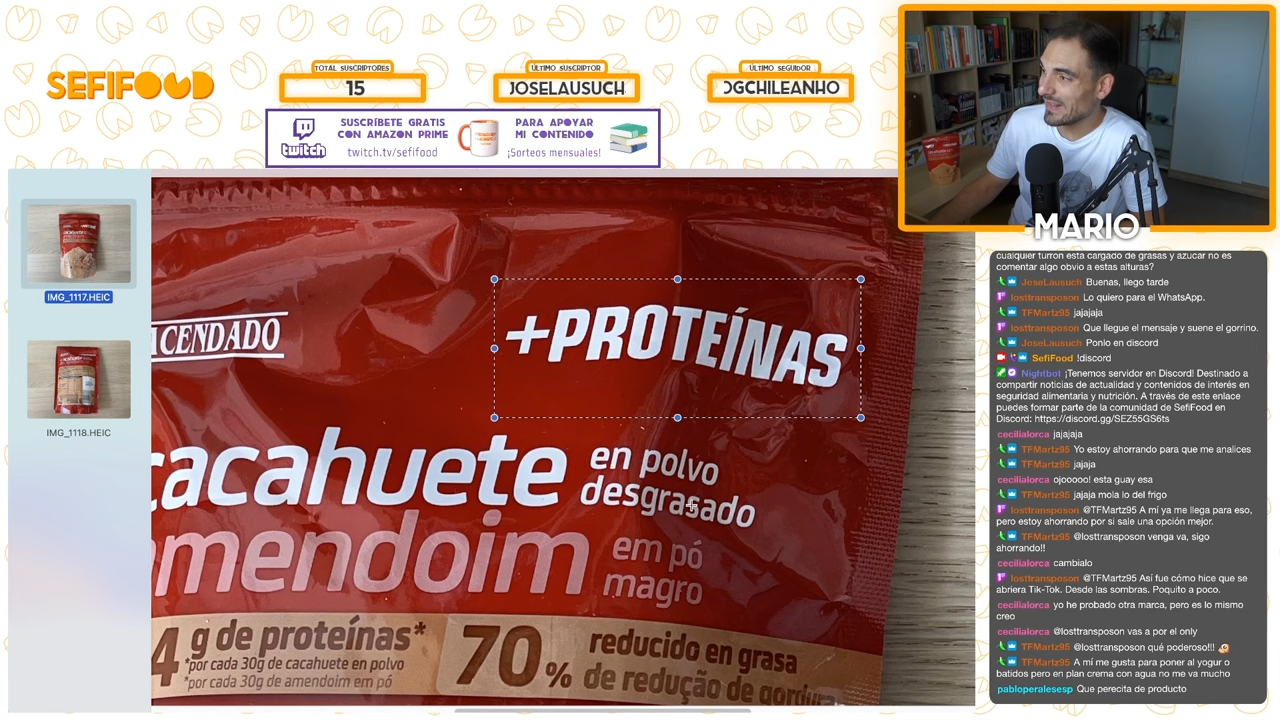 SEFIFOOD
TOTAL SUSCRIPTORES
15
ÚLTIMO SUSCRIPTOR
JOSELAUSUCH
ÚLTIMO SEGUIDOR
OGCHILEANHO
twitch
SUSCRÍBETE GRATIS
CON AMAZON PRIME
twitch.tv/sefifood
PARA APOYAR
MI CONTENIDO
¡Sorteos mensuales!
MARIO
IMG_1117.HEIC
IMG_1118.HEIC
ACENDADO
+PROTEÍNAS
cacahuete en polvo
desgrasado
amendoim em pó
magro
4 g de proteínas*
*por cada 30g de cacahuete en polvo
*por cada 30g de amendoim em pó
70% reducido en grasa
de redução de gordura
cualquier turrón está cargado de grasas y azucar no es
comentar algo obvio a estas alturas?
JoseLausuch Buenas, llego tarde
losttransposon Lo quiero para el WhatsApp.
TFMartz95 jajajaja
losttransposon Que llegue el mensaje y suene el gorrino.
JoseLausuch Ponlo en discord
SefiFood !discord
Nightbot ¡Tenemos servidor en Discord! Destinado a
compartir noticias de actualidad y contenidos de interés en
seguridad alimentaria y nutrición. A través de este enlace
puedes formar parte de la comunidad de SefiFood en
Discord: https://discord.gg/SEZ55GS6ts
cecilialorca jajajaja
TFMartz95 Yo estoy ahorrando para que me analices
TFMartz95 jajaja
cecilialorca ojooooo! esta guay esa
TFMartz95 jajaja mola lo del frigo
losttransposon @TFMartz95 A mí ya me llega para eso,
pero estoy ahorrando por si sale una opción mejor.
TFMartz95 @losttransposon venga va, sigo
ahorrando!!
cecilialorca cambialo
losttransposon @TFMartz95 Así fue cómo hice que se
abriera Tik-Tok. Desde las sombras. Poquito a poco.
cecilialorca yo he probado otra marca, pero es lo mismo
creo
cecilialorca @losttransposon vas a por el only
TFMartz95 @losttransposon qué poderoso!!!
TFMartz95 A mí me gusta para poner al yogur o
batidos pero en plan crema con agua no me va mucho
pabloperalesesp Que perecita de producto